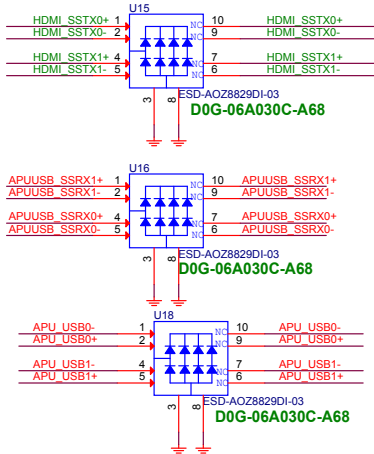 U15
HDMI_SSTX0+ 1 10 HDMI_SSTX0+
HDMI_SSTX0- 2 NC 9 HDMI_SSTX0-
HDMI_SSTX1+ 4 7 HDMI_SSTX1+
HDMI_SSTX1- 5 NC 6 HDMI_SSTX1-
3 8 ESD-AOZ8829DI-03
D0G-06A030C-A68
U16
APUUSB_SSRX1+ 1 10 APUUSB_SSRX1+
APUUSB_SSRX1- 2 NC 9 APUUSB_SSRX1-
APUUSB_SSRX0+ 4 7 APUUSB_SSRX0+
APUUSB_SSRX0- 5 NC 6 APUUSB_SSRX0-
3 8 ESD-AOZ8829DI-03
D0G-06A030C-A68
U18
APU_USB0- 1 NC 10 APU_USB0-
APU_USB0+ 2 9 APU_USB0+
APU_USB1- 4 7 APU_USB1-
APU_USB1+ 5 NC 6 APU_USB1+
3 8 ESD-AOZ8829DI-03
D0G-06A030C-A68